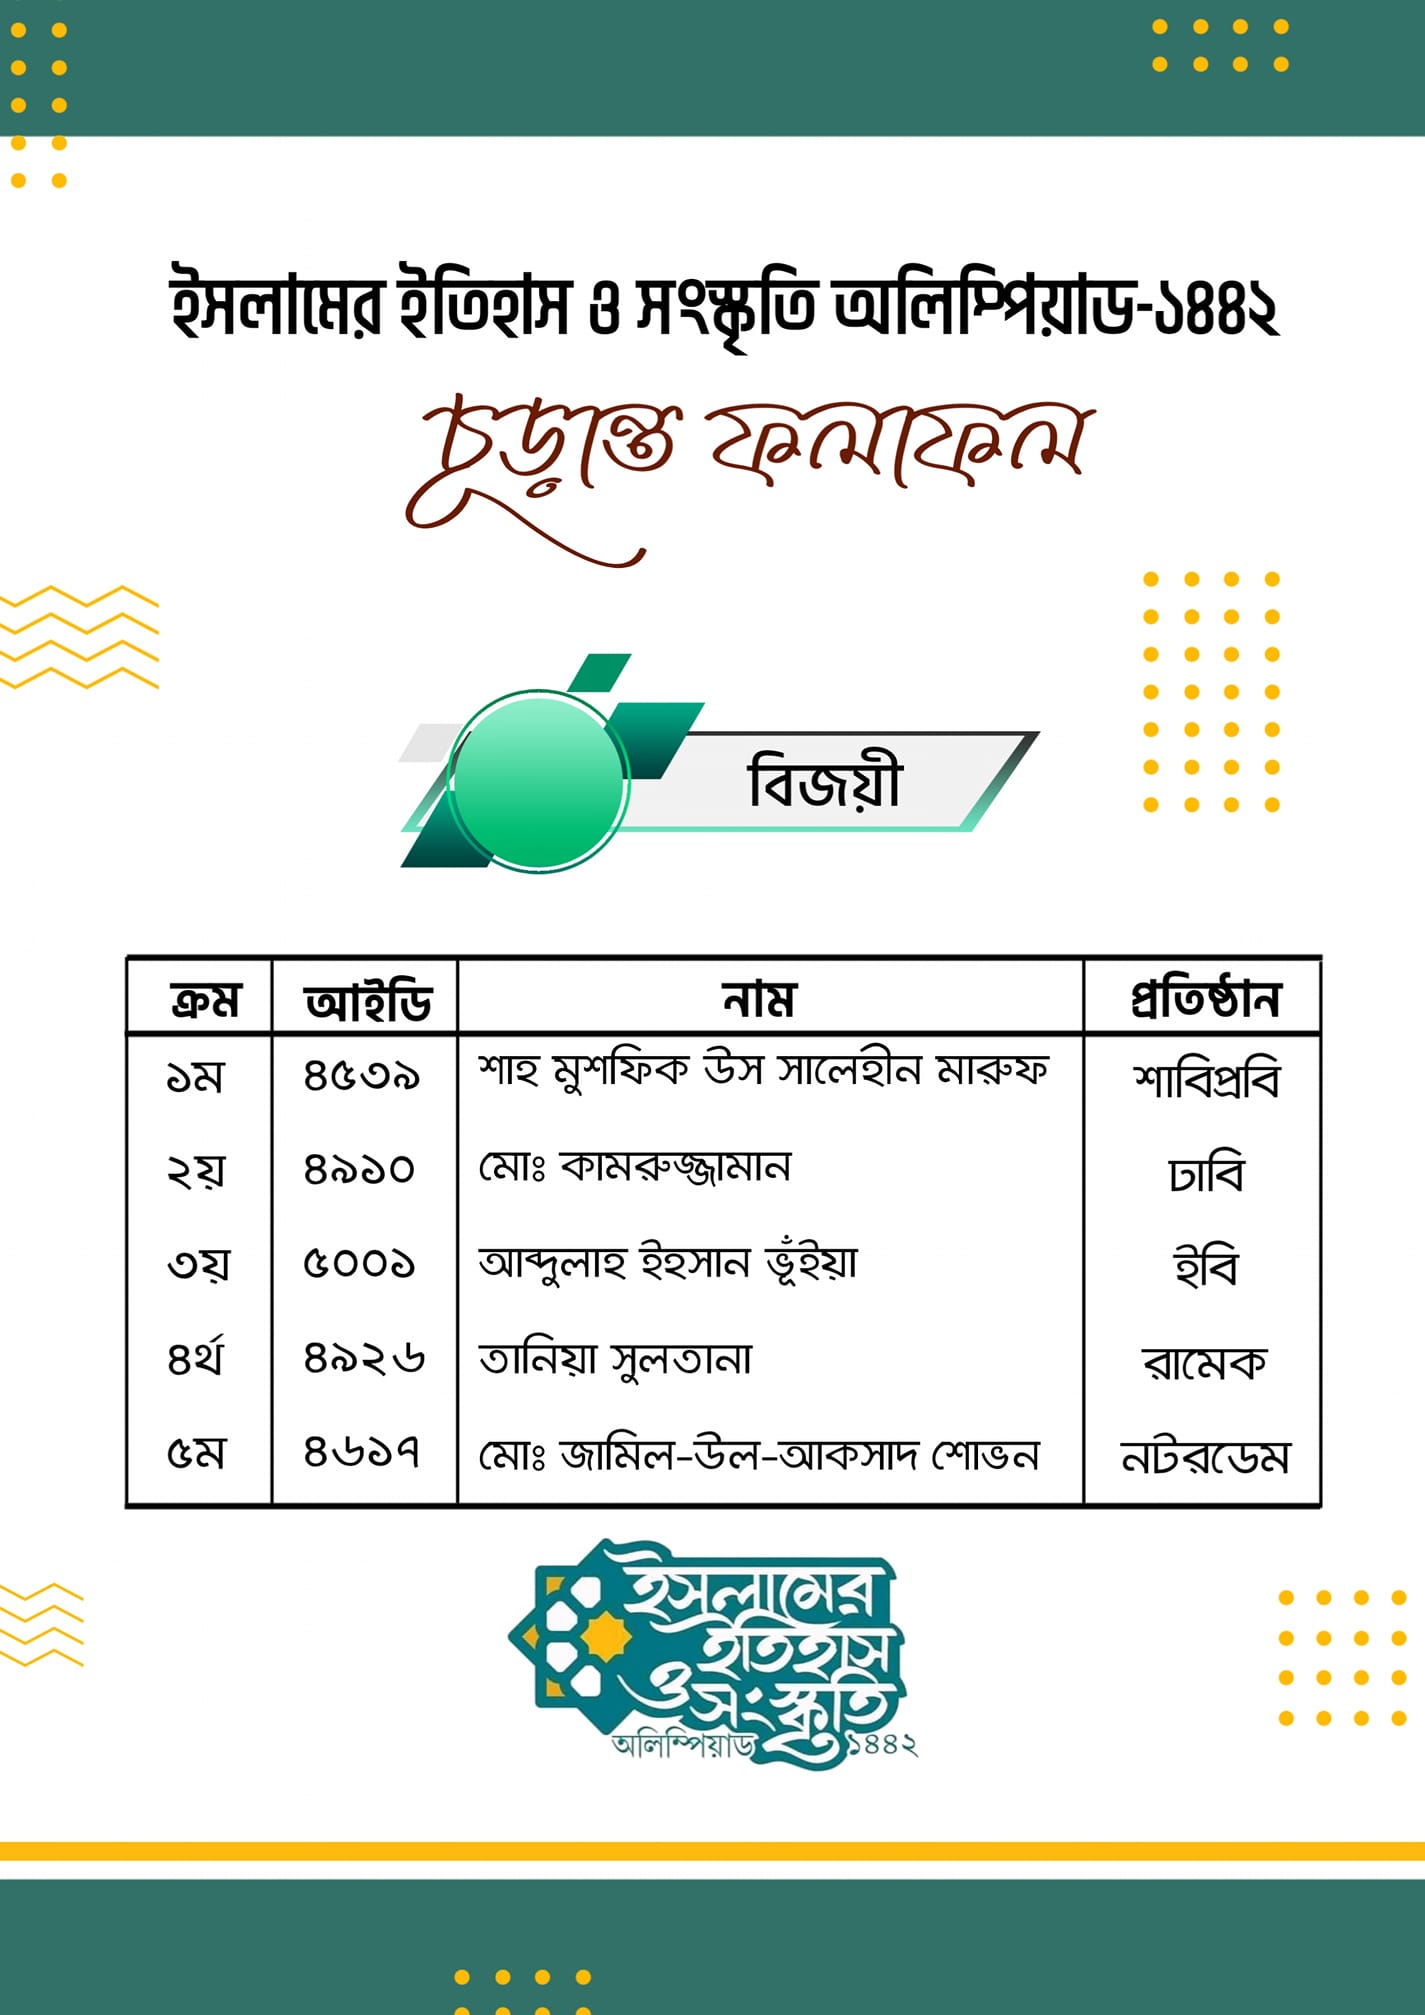 ইসলামের ইতিহাস ও সংস্কৃতি অলিম্পিয়াড-১৪৪২
চূড়ান্ত ফলাফল
বিজয়ী
ক্রম আইডি নাম প্রতিষ্ঠান
১ম ৪৫৩৯ শাহ মুশফিক উস সালেহীন মারুফ শাবিপ্রবি
২য় ৪৯১০ মোঃ কামরুজ্জামান ঢাবি
৩য় ৫০০১ আব্দুলাহ ইহসান ভূঁইয়া ইবি
৪র্থ ৪৯২৬ তানিয়া সুলতানা রামেক
৫ম ৪৬১৭ মোঃ জামিল-উল-আকসাদ শোভন নটরডেম
ইসলামের
ইতিহাস
ও সংস্কৃতি
অলিম্পিয়াড ১৪৪২